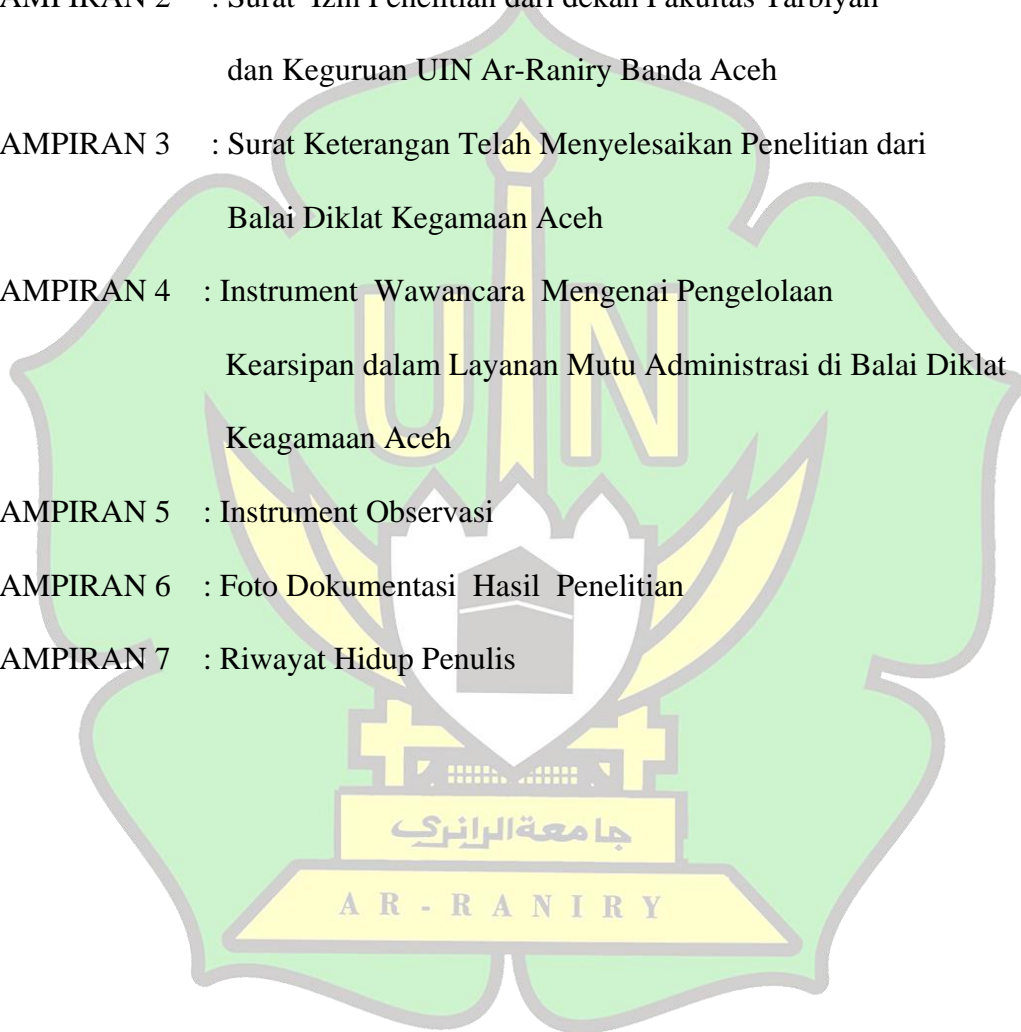 AMPIRAN 2 : Surat Izin Penelitian dari dekan Fakultas Tarbiyah
dan Keguruan UIN Ar-Raniry Banda Aceh
AMPIRAN 3 : Surat Keterangan Telah Menyelesaikan Penelitian dari
Balai Diklat Kegamaan Aceh
AMPIRAN 4 : Instrument Wawancara Mengenai Pengelolaan
Kearsipan dalam Layanan Mutu Administrasi di Balai Diklat
Keagamaan Aceh
AMPIRAN 5 : Instrument Observasi
AMPIRAN 6 : Foto Dokumentasi Hasil Penelitian
AMPIRAN 7 : Riwayat Hidup Penulis
UIN
جامعةالرانري
AR-RANIRY